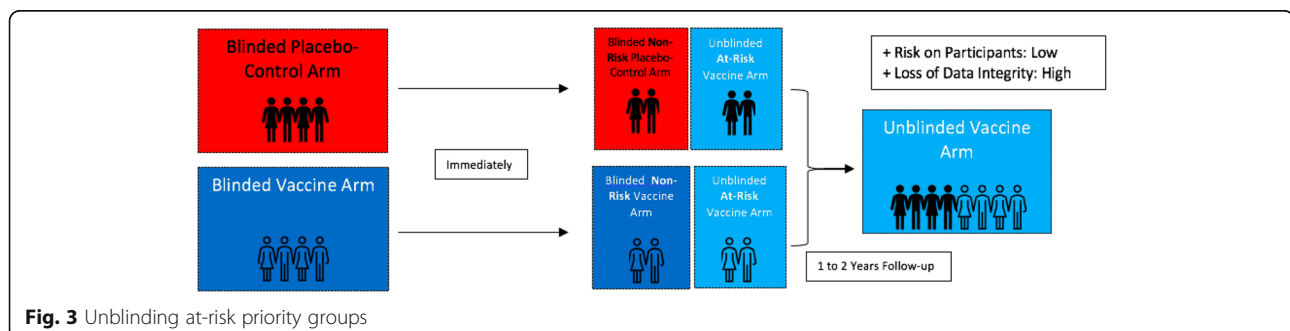 Blinded Placebo-
Control Arm
Blinded Vaccine Arm
Immediately
Blinded Non-
Risk Placebo-
Control Arm
Unblinded
At-Risk
Vaccine Arm
Blinded Non-
Risk Vaccine
Arm
Unblinded
At-Risk
Vaccine Arm
+ Risk on Participants: Low
+ Loss of Data Integrity: High
Unblinded Vaccine
Arm
1 to 2 Years Follow-up
Fig. 3 Unblinding at-risk priority groups